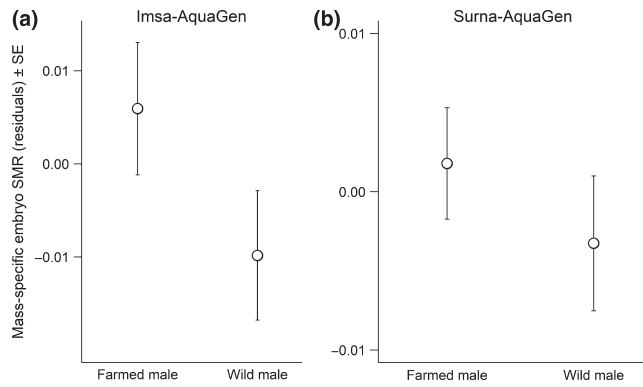 (a)
Imsa-AquaGen
Mass-specific embryo SMR (residuals) ± SE
0.01
0.00
−0.01
Farmed male
Wild male
(b)
Surna-AquaGen
0.01
0.00
−0.01
Farmed male
Wild male